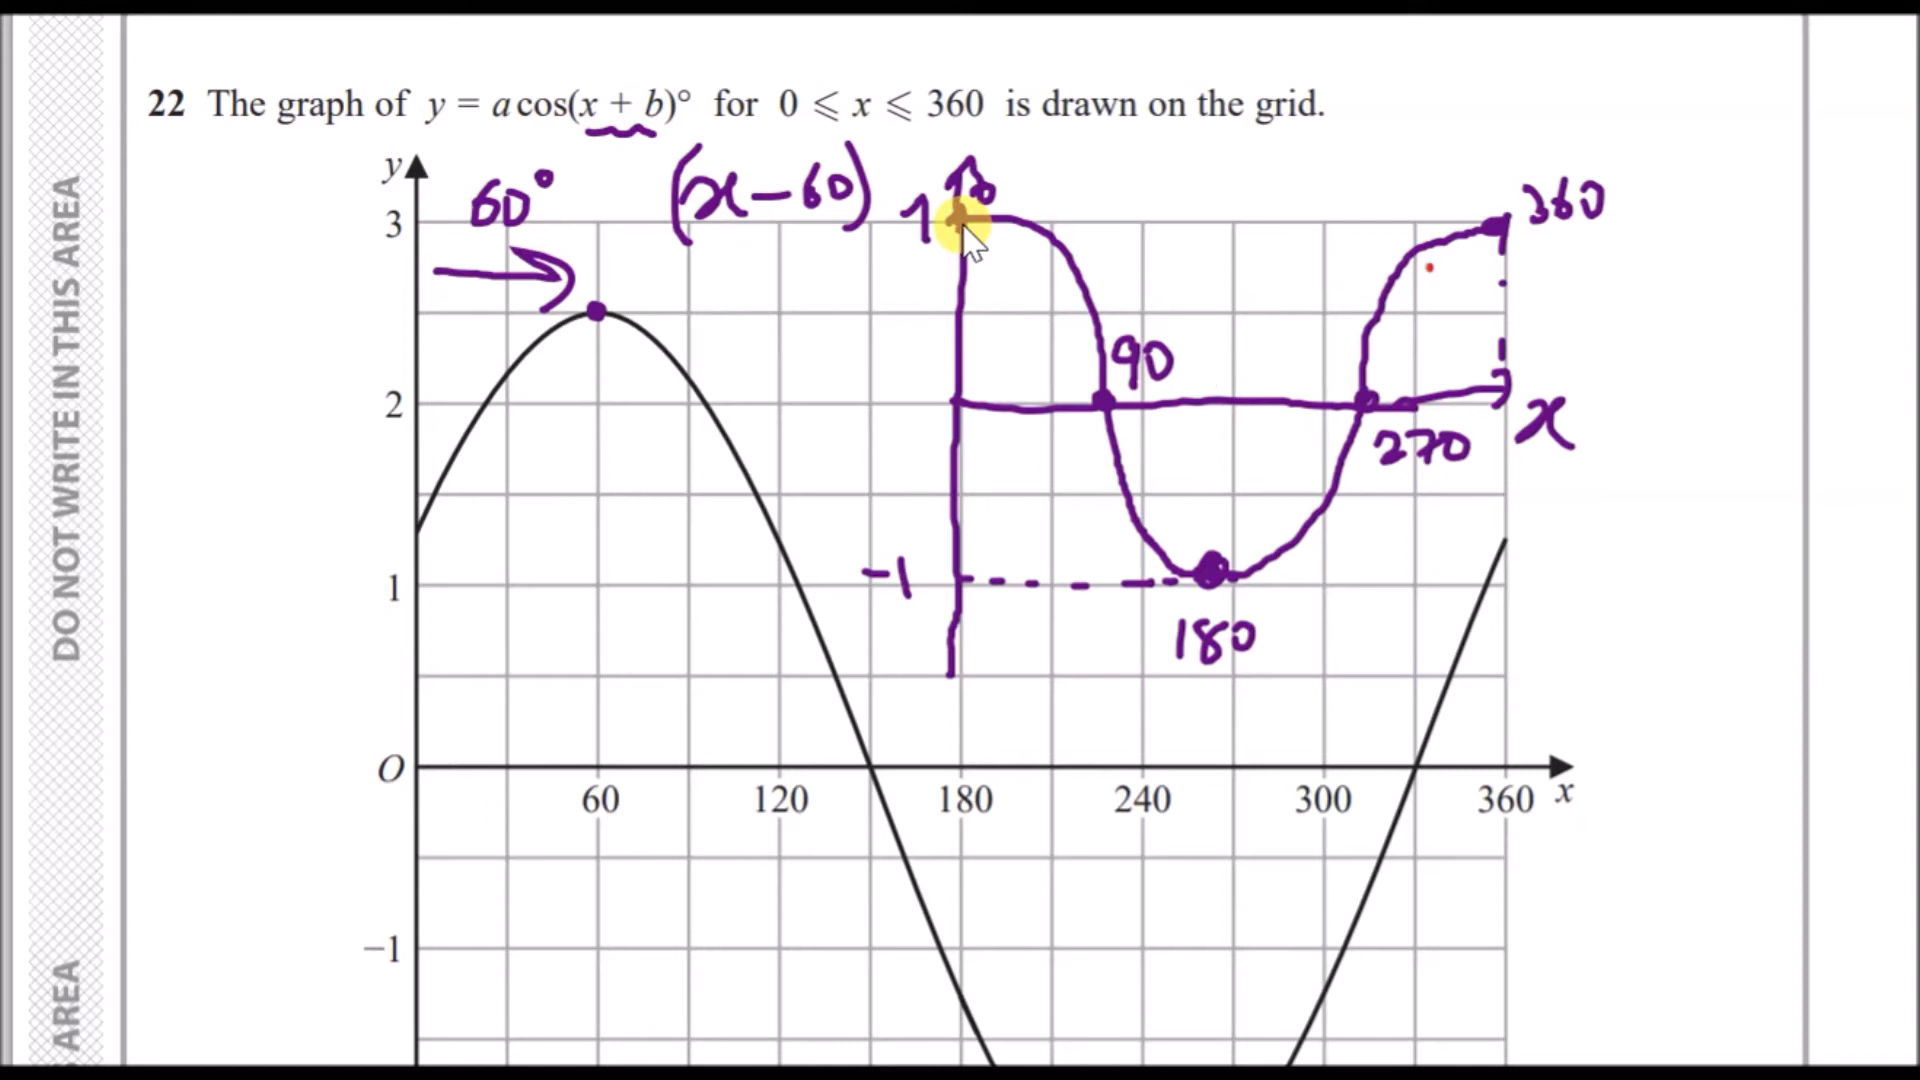 22 The graph of y = a cos(x + b)° for 0 ⩽ x ⩽ 360 is drawn on the grid.
y
60°
(x − 60)
1
360
3
90
2
x
270
-1
1
180
O
60 120 180 240 300 360 x
−1
DO NOT WRITE IN THIS AREA
AREA